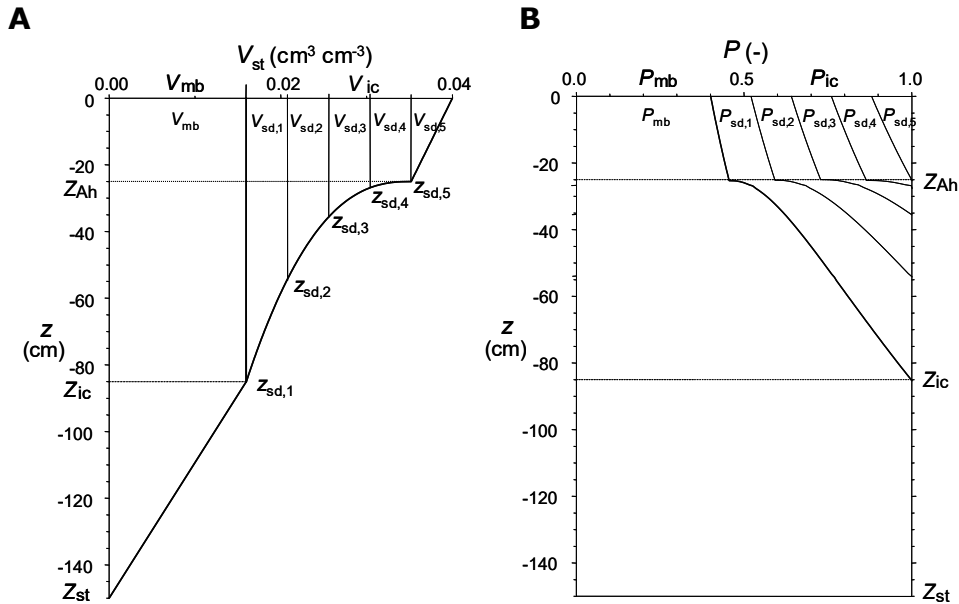 A
V_st (cm³ cm⁻³)
0.00 V_mb 0.02 V_ic 0.04
V_mb V_sd,1 V_sd,2 V_sd,3 V_sd,4 V_sd,5
0
-20
Z_Ah
-40
-60
z
(cm)
-80
Z_ic
-100
-120
-140
Z_st
z_sd,5
z_sd,4
z_sd,3
z_sd,2
z_sd,1
B
P (-)
0.0 P_mb 0.5 P_ic 1.0
P_mb P_sd,1 P_sd,2 P_sd,3 P_sd,4 P_sd,5
0
-20
-40
-60
z
(cm)
-80
-100
-120
-140
Z_Ah
Z_ic
Z_st